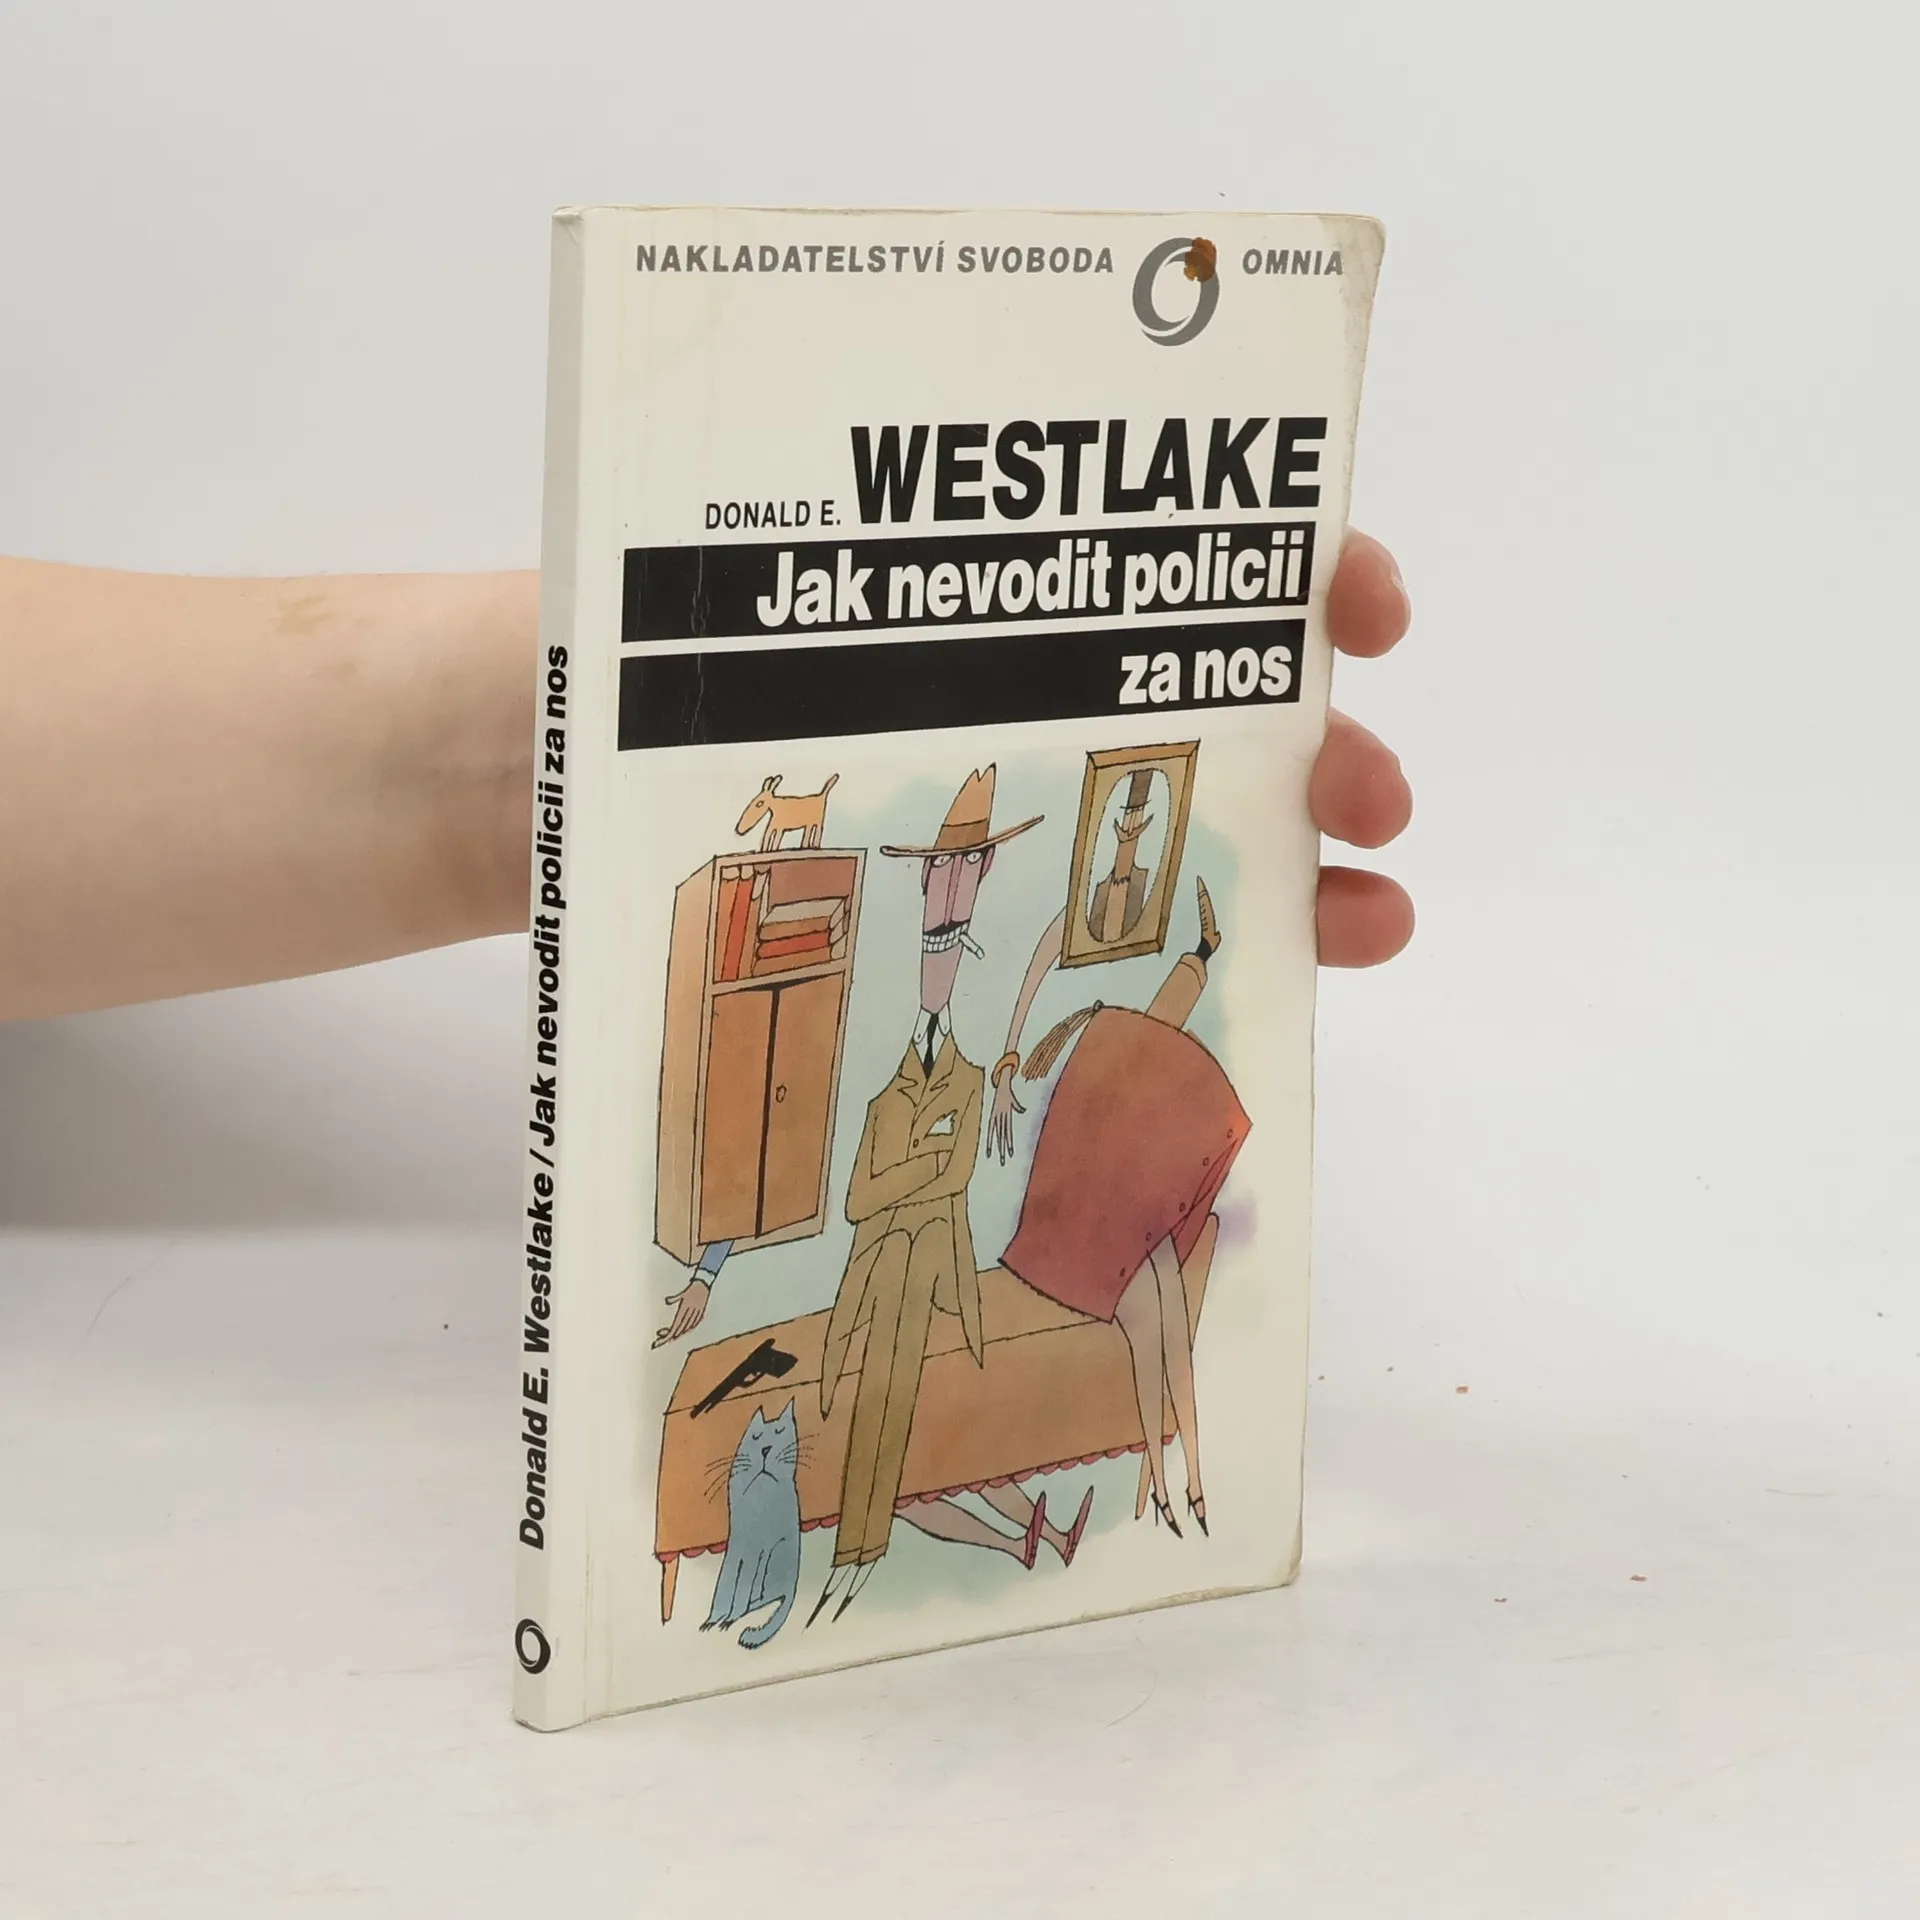 NAKLADATELSTVÍ SVOBODA OMNIA
DONALD E. WESTLAKE
Jak nevodit policii
za nos
Donald E. Westlake / Jak nevodit policii za nos